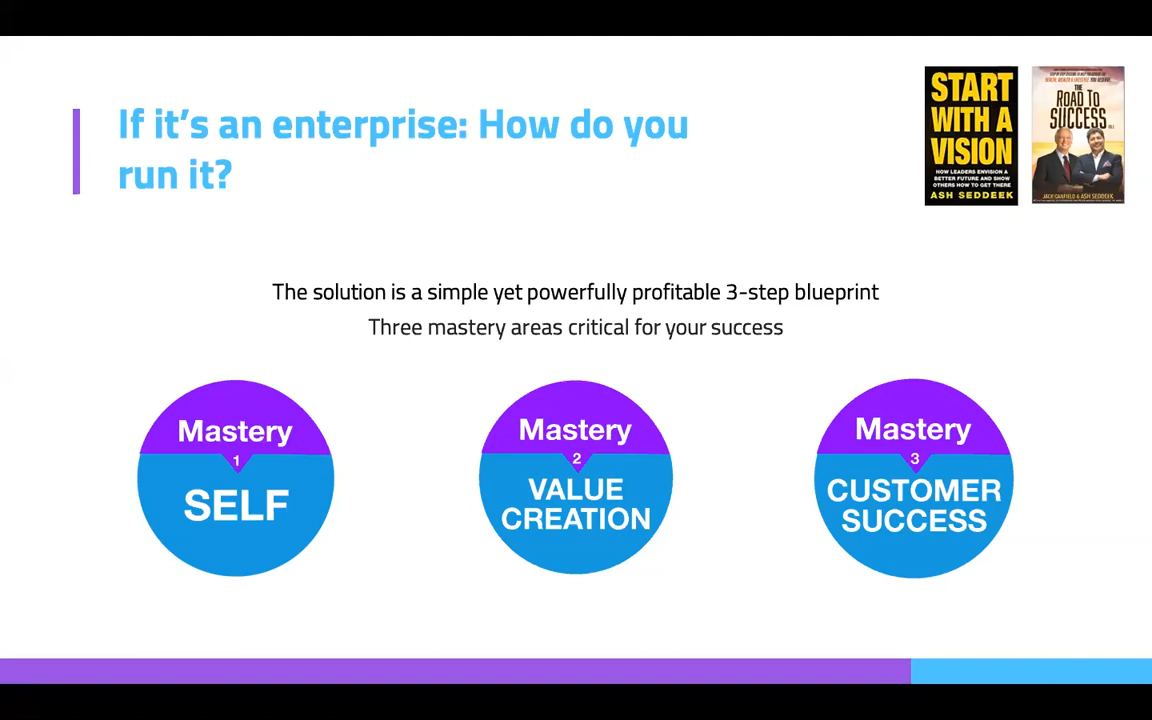 If it's an enterprise: How do you
run it?
START
WITH A
VISION
HOW LEADERS ENVISION A
BETTER FUTURE AND SHOW
OTHERS HOW TO GET THERE
ASH SEDDEEK
THE
ROAD TO
SUCCESS
JACK CANFIELD & ASH SEDDEEK
The solution is a simple yet powerfully profitable 3-step blueprint
Three mastery areas critical for your success
Mastery
1
SELF
Mastery
2
VALUE
CREATION
Mastery
3
CUSTOMER
SUCCESS